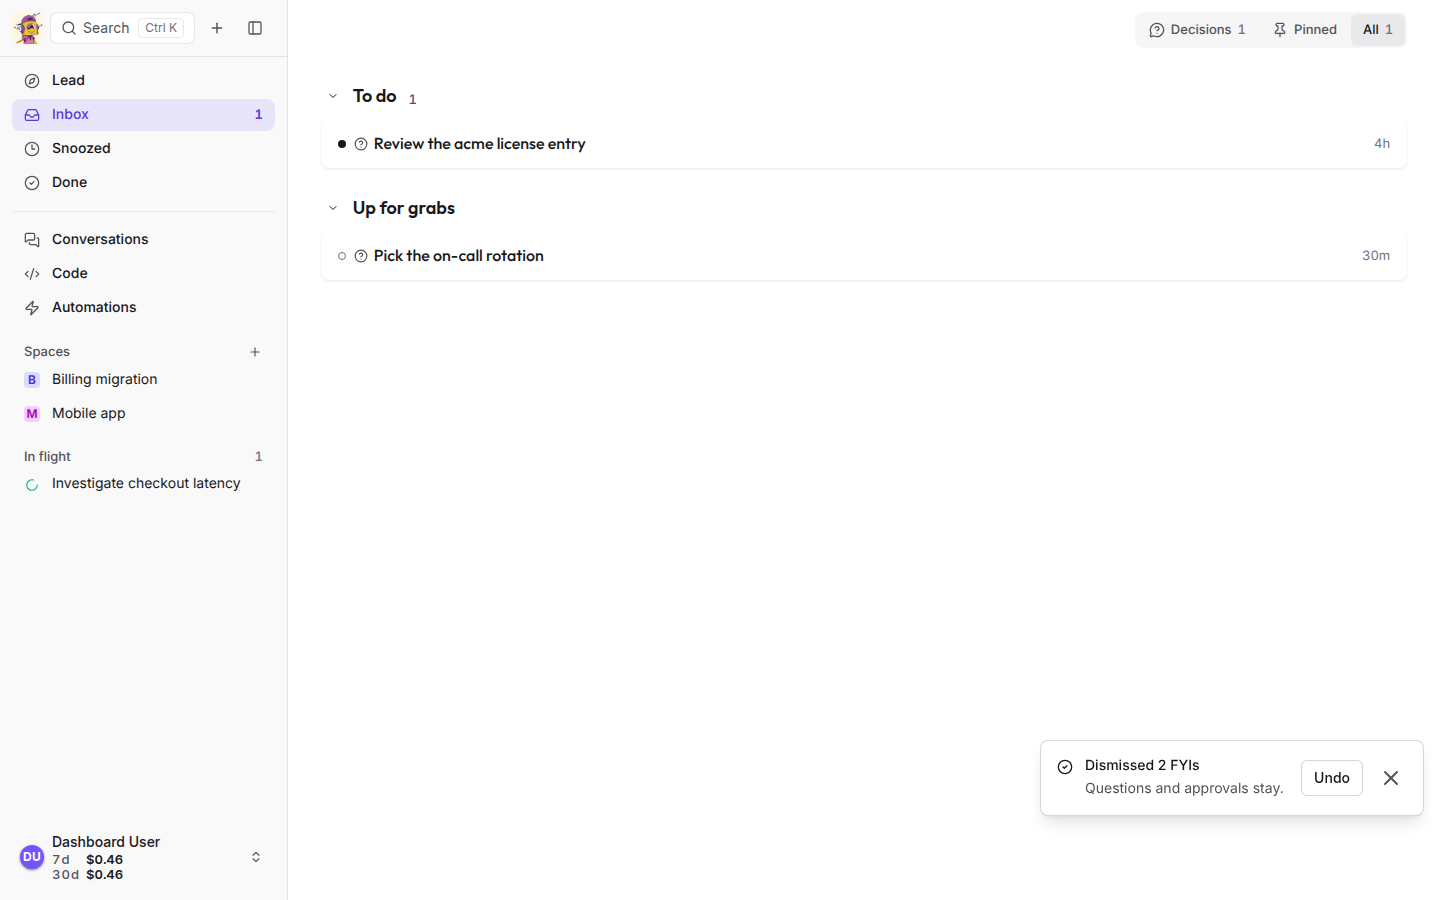 Search Ctrl K
Lead
Inbox 1
Snoozed
Done
Conversations
Code
Automations
Spaces
B Billing migration
M Mobile app
In flight 1
Investigate checkout latency
DU Dashboard User
7d $0.46
30d $0.46
Decisions 1 Pinned All 1
To do 1
Review the acme license entry 4h
Up for grabs
Pick the on-call rotation 30m
Dismissed 2 FYIs
Questions and approvals stay.
Undo